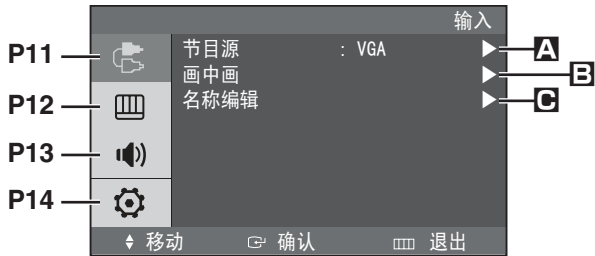 输入
P11
节目源 : VGA
A
画中画
B
P12
名称编辑
C
P13
P14
移动 确认 退出